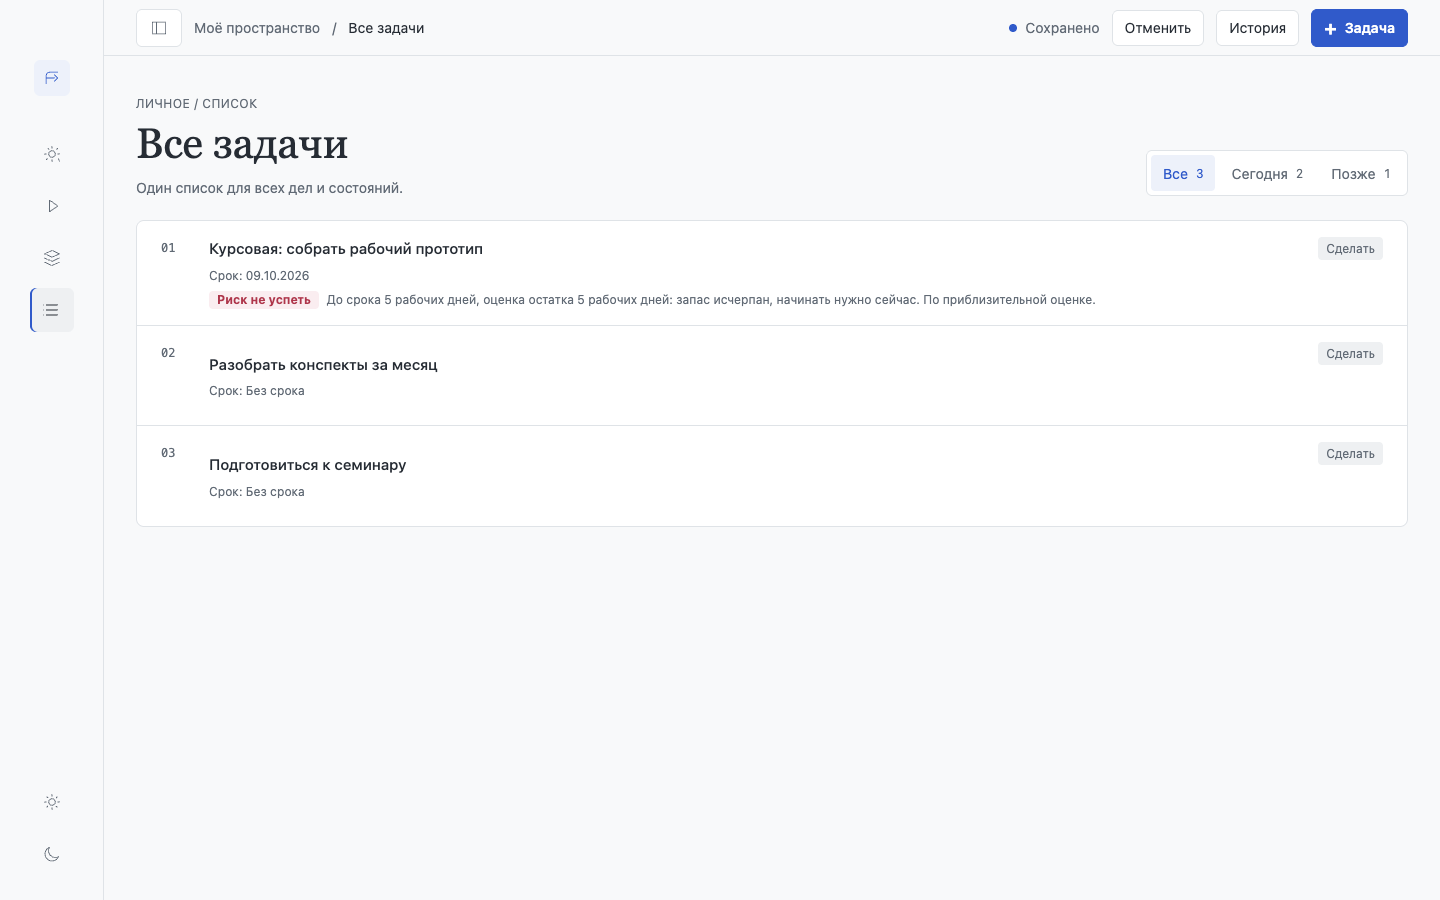 Моё пространство / Все задачи
Сохранено
Отменить
История
+ Задача
ЛИЧНОЕ / СПИСОК
Все задачи
Один список для всех дел и состояний.
Все 3
Сегодня 2
Позже 1
01
Курсовая: собрать рабочий прототип
Сделать
Срок: 09.10.2026
Риск не успеть До срока 5 рабочих дней, оценка остатка 5 рабочих дней: запас исчерпан, начинать нужно сейчас. По приблизительной оценке.
02
Разобрать конспекты за месяц
Сделать
Срок: Без срока
03
Подготовиться к семинару
Сделать
Срок: Без срока